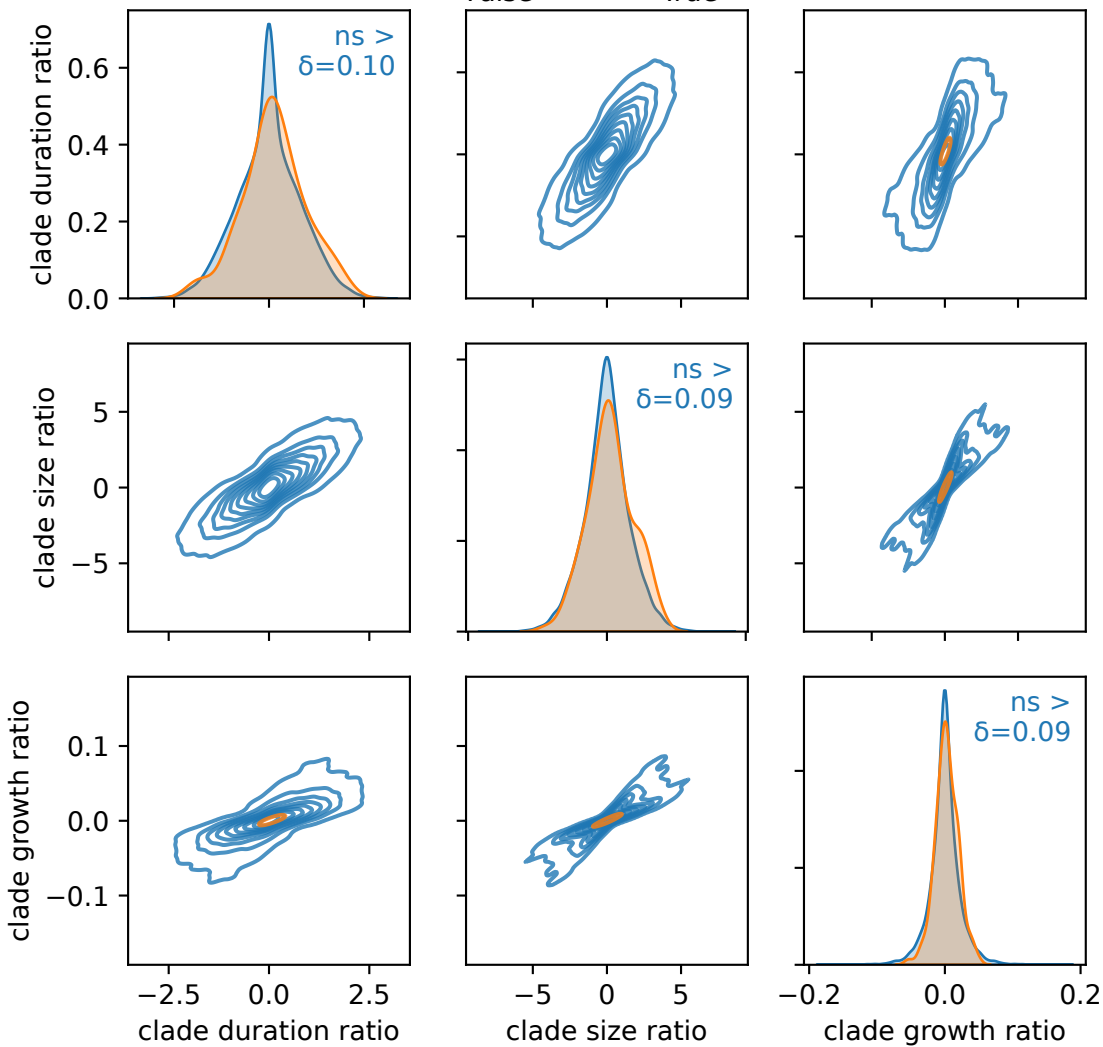 clade duration ratio
0.6
0.4
0.2
0.0
ns >
δ=0.10
clade size ratio
5
0
−5
ns >
δ=0.09
clade growth ratio
0.1
0.0
−0.1
ns >
δ=0.09
−2.5 0.0 2.5
−5 0 5
−0.2 0.0 0.2
clade duration ratio
clade size ratio
clade growth ratio